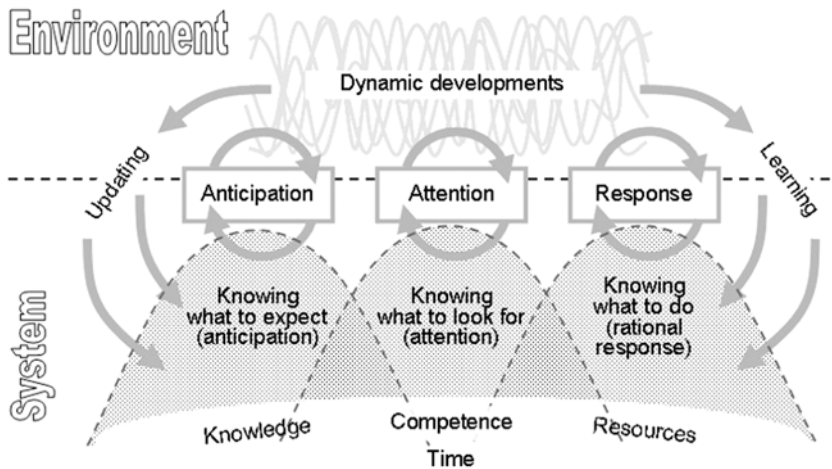 Environment
Dynamic developments
Updating
Learning
Anticipation
Attention
Response
System
Knowing
what to expect
(anticipation)
Knowing
what to look for
(attention)
Knowing
what to do
(rational
response)
Knowledge
Competence
Resources
Time